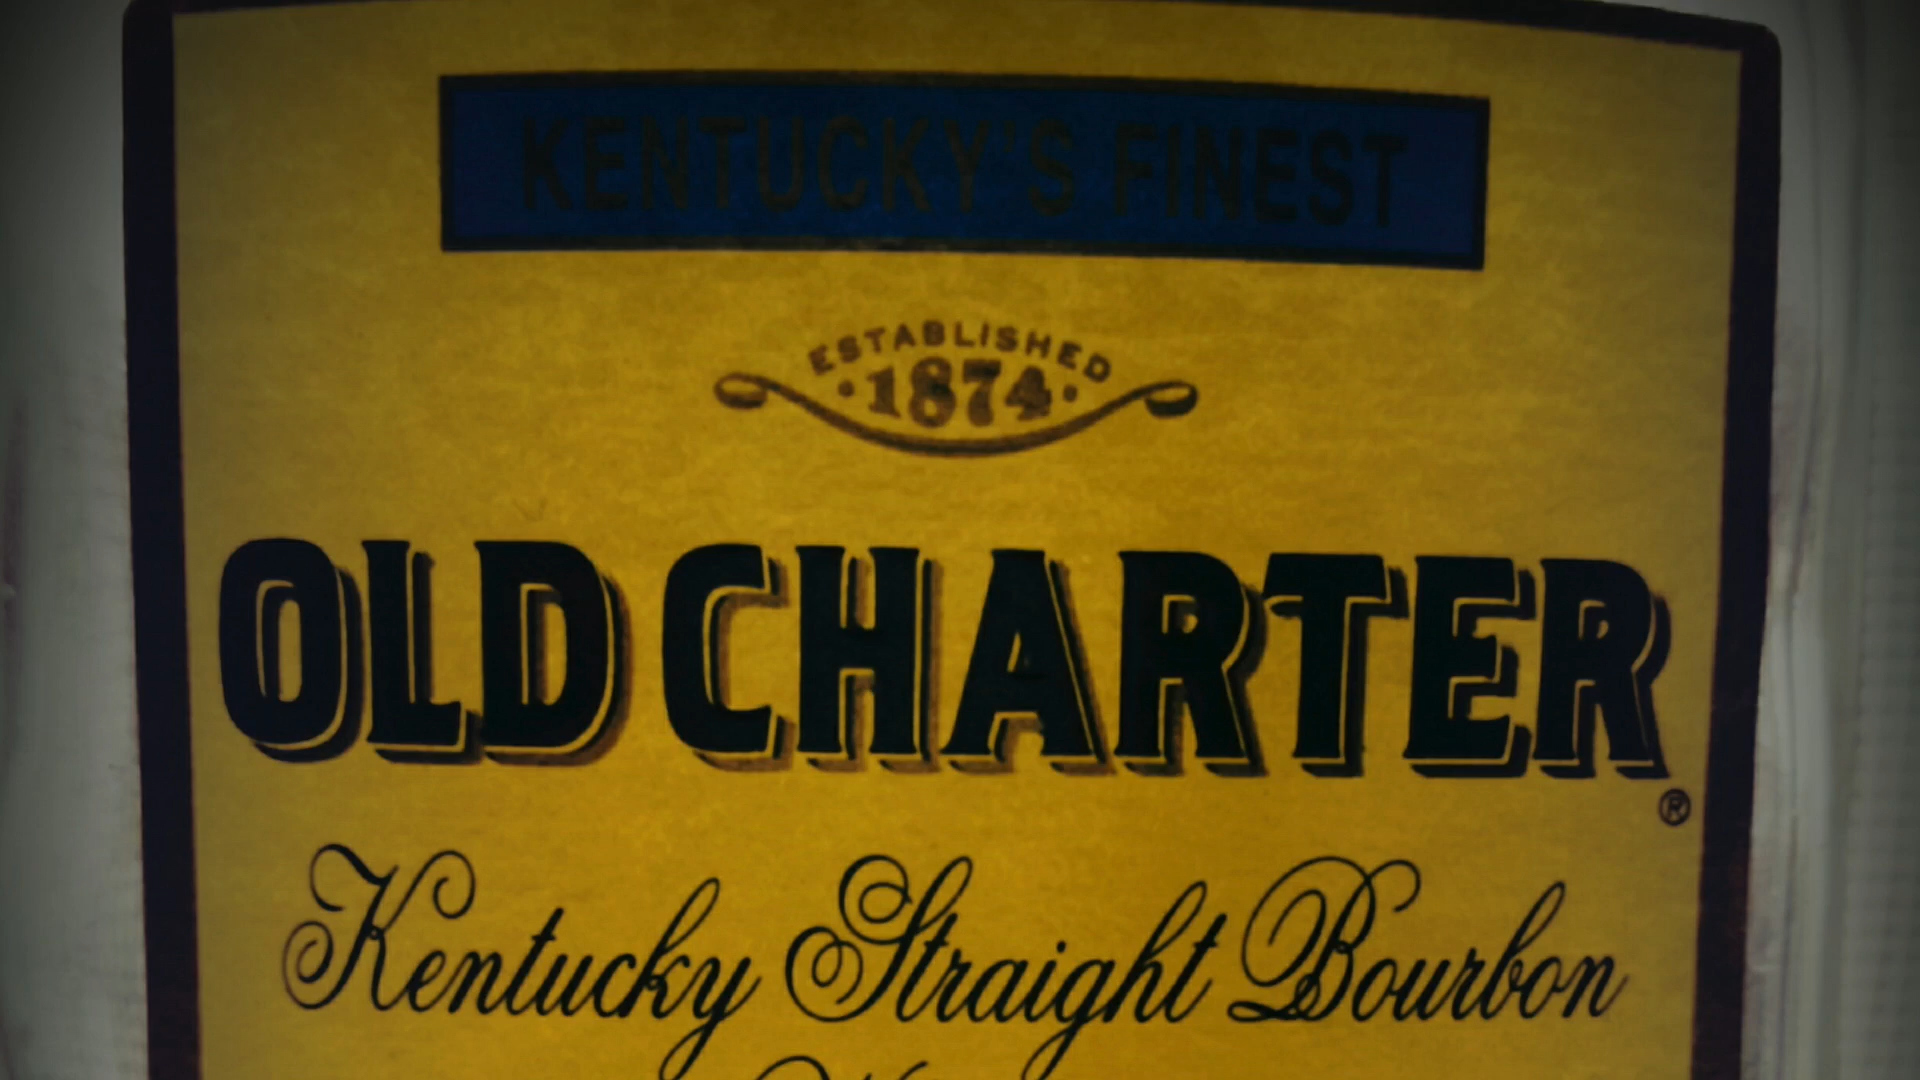 KENTUCKY'S FINEST
ESTABLISHED
·1874·
OLD CHARTER®
Kentucky Straight Bourbon